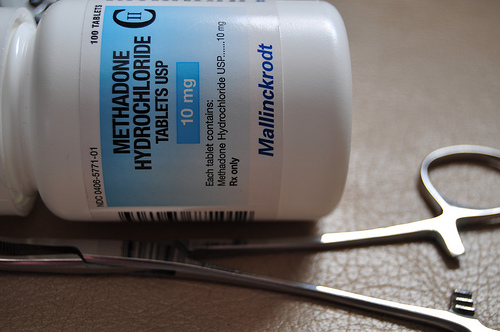 NDC 0406-5771-01
100 TABLETS
METHADONE
HYDROCHLORIDE
TABLETS USP
CII
10 mg
Each tablet contains:
Methadone Hydrochloride USP......10 mg
Rx only
Mallinckrodt